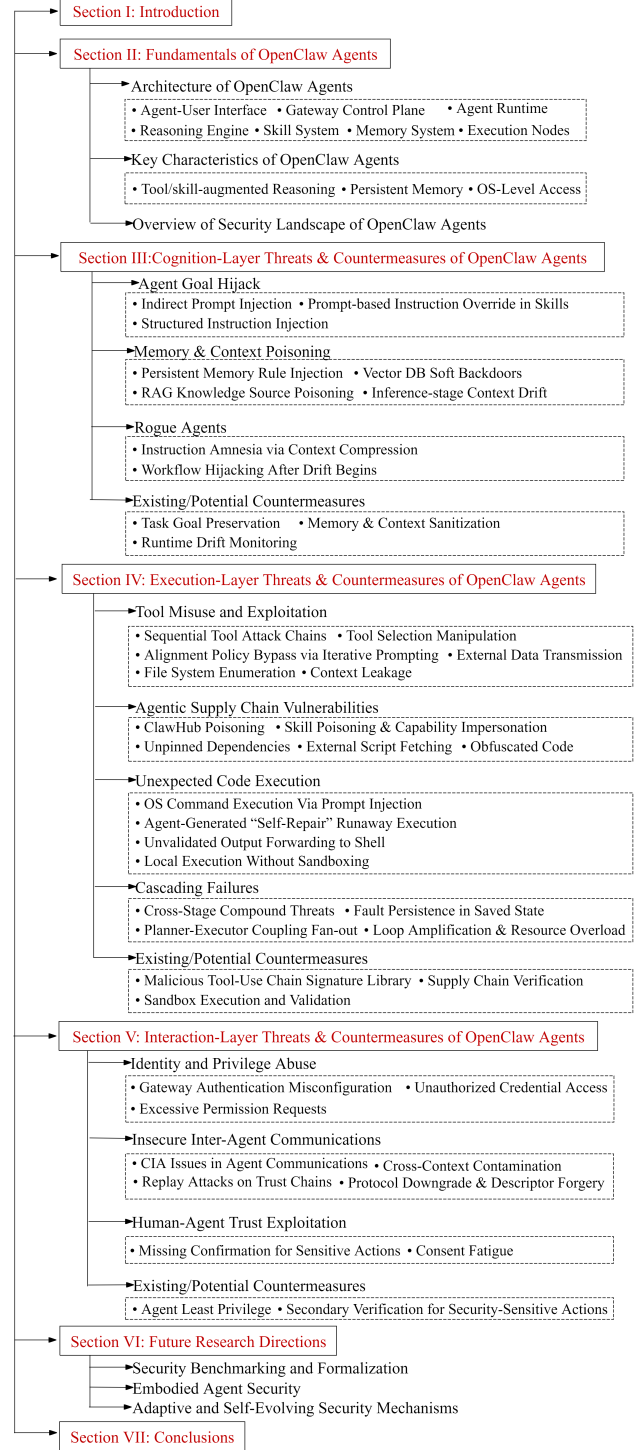 Section I: Introduction
Section II: Fundamentals of OpenClaw Agents
Architecture of OpenClaw Agents
• Agent-User Interface • Gateway Control Plane • Agent Runtime
• Reasoning Engine • Skill System • Memory System • Execution Nodes
Key Characteristics of OpenClaw Agents
• Tool/skill-augmented Reasoning • Persistent Memory • OS-Level Access
Overview of Security Landscape of OpenClaw Agents
Section III:Cognition-Layer Threats & Countermeasures of OpenClaw Agents
Agent Goal Hijack
• Indirect Prompt Injection • Prompt-based Instruction Override in Skills
• Structured Instruction Injection
Memory & Context Poisoning
• Persistent Memory Rule Injection • Vector DB Soft Backdoors
• RAG Knowledge Source Poisoning • Inference-stage Context Drift
Rogue Agents
• Instruction Amnesia via Context Compression
• Workflow Hijacking After Drift Begins
Existing/Potential Countermeasures
• Task Goal Preservation • Memory & Context Sanitization
• Runtime Drift Monitoring
Section IV: Execution-Layer Threats & Countermeasures of OpenClaw Agents
Tool Misuse and Exploitation
• Sequential Tool Attack Chains • Tool Selection Manipulation
• Alignment Policy Bypass via Iterative Prompting • External Data Transmission
• File System Enumeration • Context Leakage
Agentic Supply Chain Vulnerabilities
• ClawHub Poisoning • Skill Poisoning & Capability Impersonation
• Unpinned Dependencies • External Script Fetching • Obfuscated Code
Unexpected Code Execution
• OS Command Execution Via Prompt Injection
• Agent-Generated “Self-Repair” Runaway Execution
• Unvalidated Output Forwarding to Shell
• Local Execution Without Sandboxing
Cascading Failures
• Cross-Stage Compound Threats • Fault Persistence in Saved State
• Planner-Executor Coupling Fan-out • Loop Amplification & Resource Overload
Existing/Potential Countermeasures
• Malicious Tool-Use Chain Signature Library • Supply Chain Verification
• Sandbox Execution and Validation
Section V: Interaction-Layer Threats & Countermeasures of OpenClaw Agents
Identity and Privilege Abuse
• Gateway Authentication Misconfiguration • Unauthorized Credential Access
• Excessive Permission Requests
Insecure Inter-Agent Communications
• CIA Issues in Agent Communications • Cross-Context Contamination
• Replay Attacks on Trust Chains • Protocol Downgrade & Descriptor Forgery
Human-Agent Trust Exploitation
• Missing Confirmation for Sensitive Actions • Consent Fatigue
Existing/Potential Countermeasures
• Agent Least Privilege • Secondary Verification for Security-Sensitive Actions
Section VI: Future Research Directions
Security Benchmarking and Formalization
Embodied Agent Security
Adaptive and Self-Evolving Security Mechanisms
Section VII: Conclusions